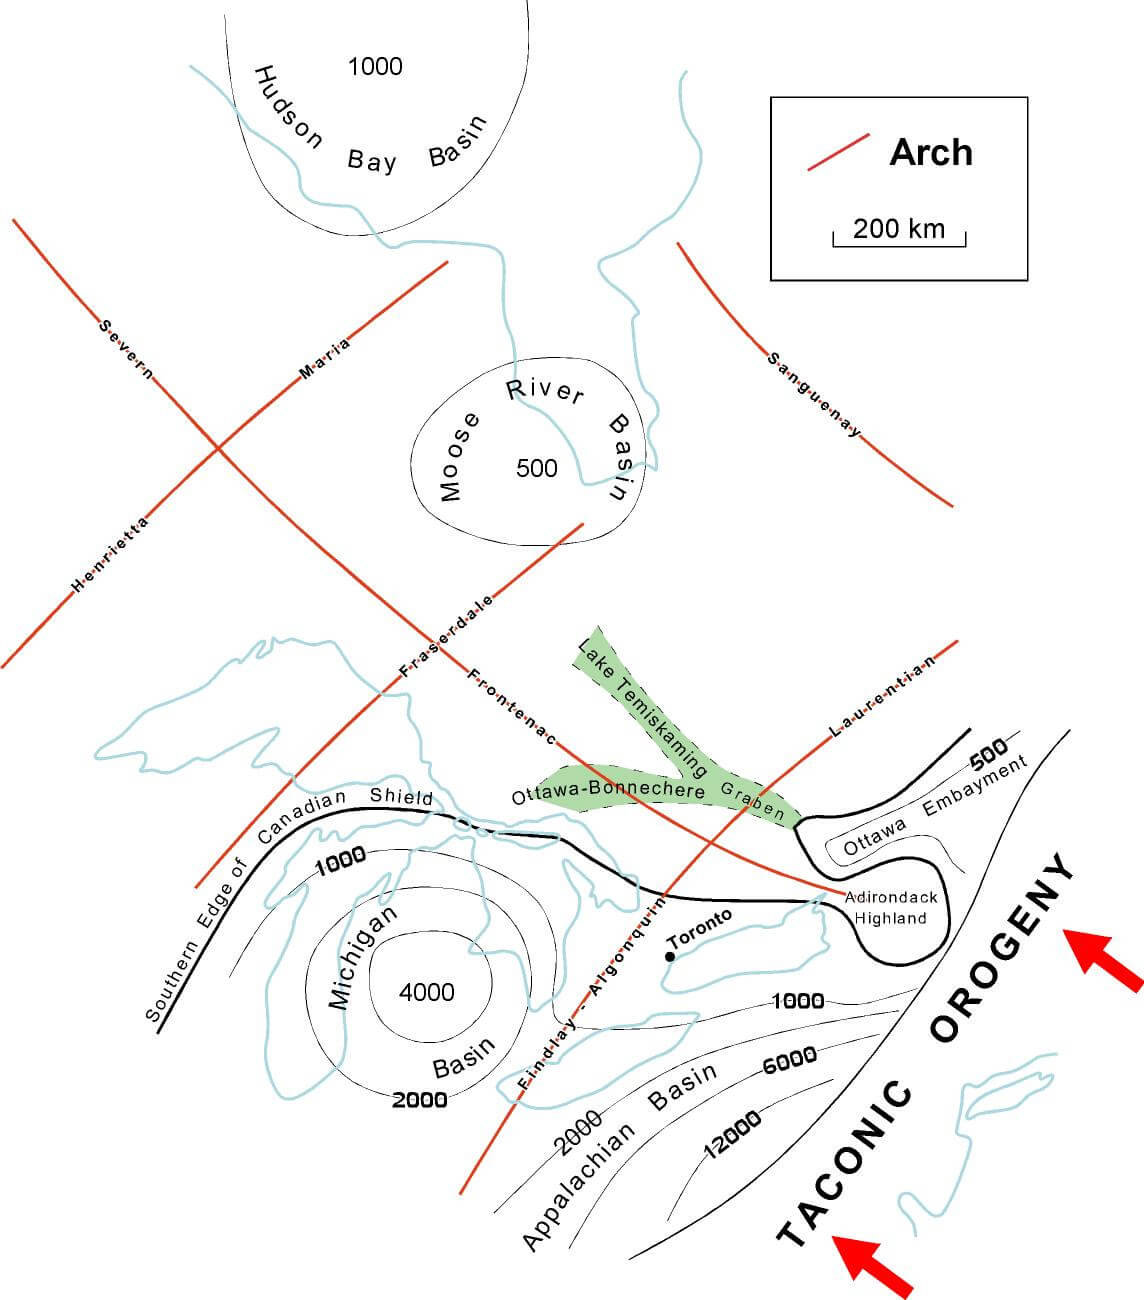 1000
Hudson Bay Basin
Arch
200 km
Severn
Maria
Sanguenay
Moose River Basin
500
Henrietta
Fraserdale
Frontenac
Lake Temiskaming
Laurentian
Ottawa-Bonnechere Graben
500
Ottawa Embayment
Southern Edge of Canadian Shield
1000
Adirondack
Highland
Michigan
Basin
4000
2000
Toronto
Findlay - Algonquin
1000
6000
2000
12000
Appalachian Basin
TACONIC OROGENY